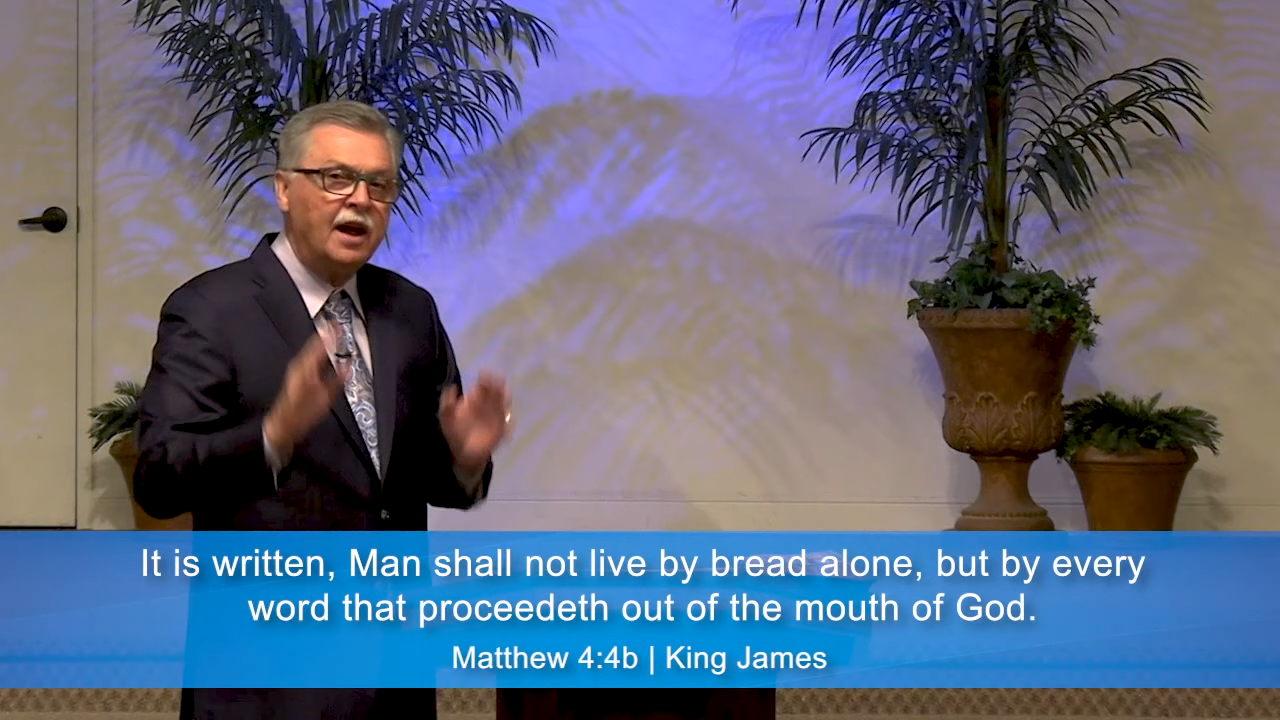 It is written, Man shall not live by bread alone, but by every
word that proceedeth out of the mouth of God.
Matthew 4:4b | King James